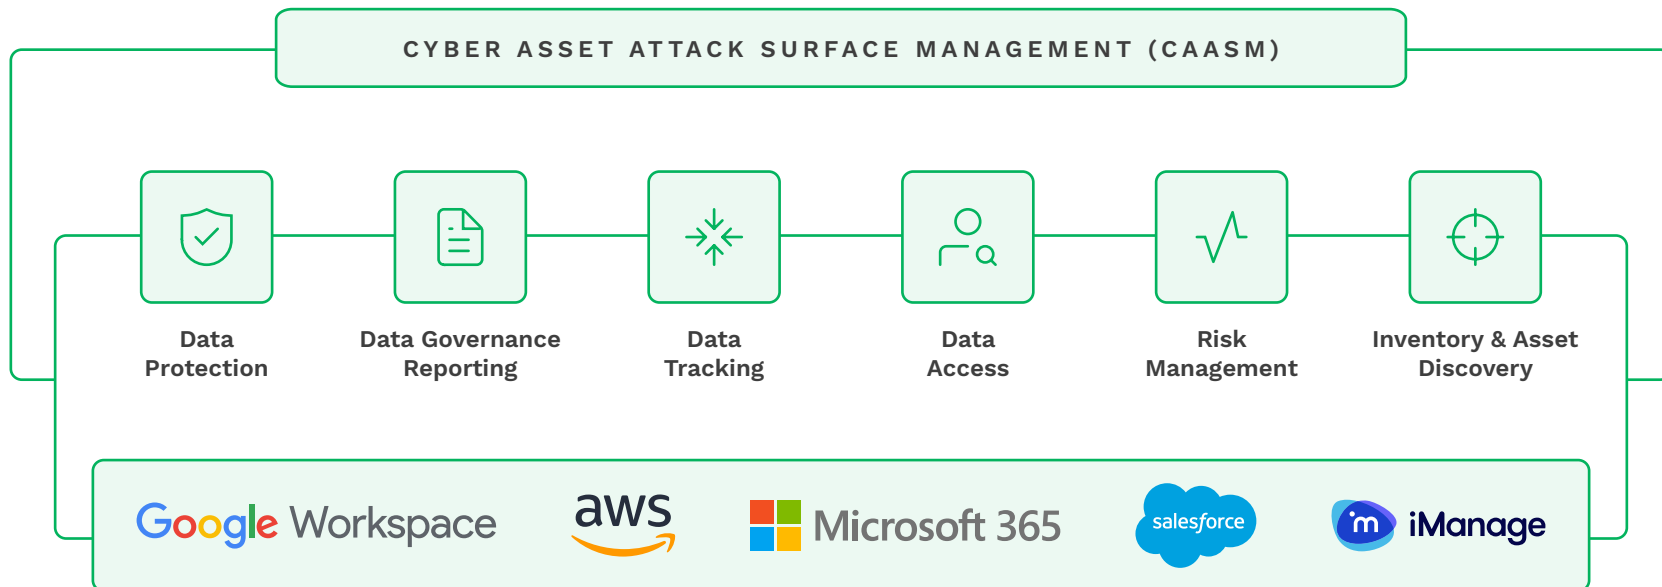 CYBER ASSET ATTACK SURFACE MANAGEMENT (CAASM)
Data
Protection
Data Governance
Reporting
Data
Tracking
Data
Access
Risk
Management
Inventory & Asset
Discovery
Google Workspace
aws
Microsoft 365
salesforce
im iManage